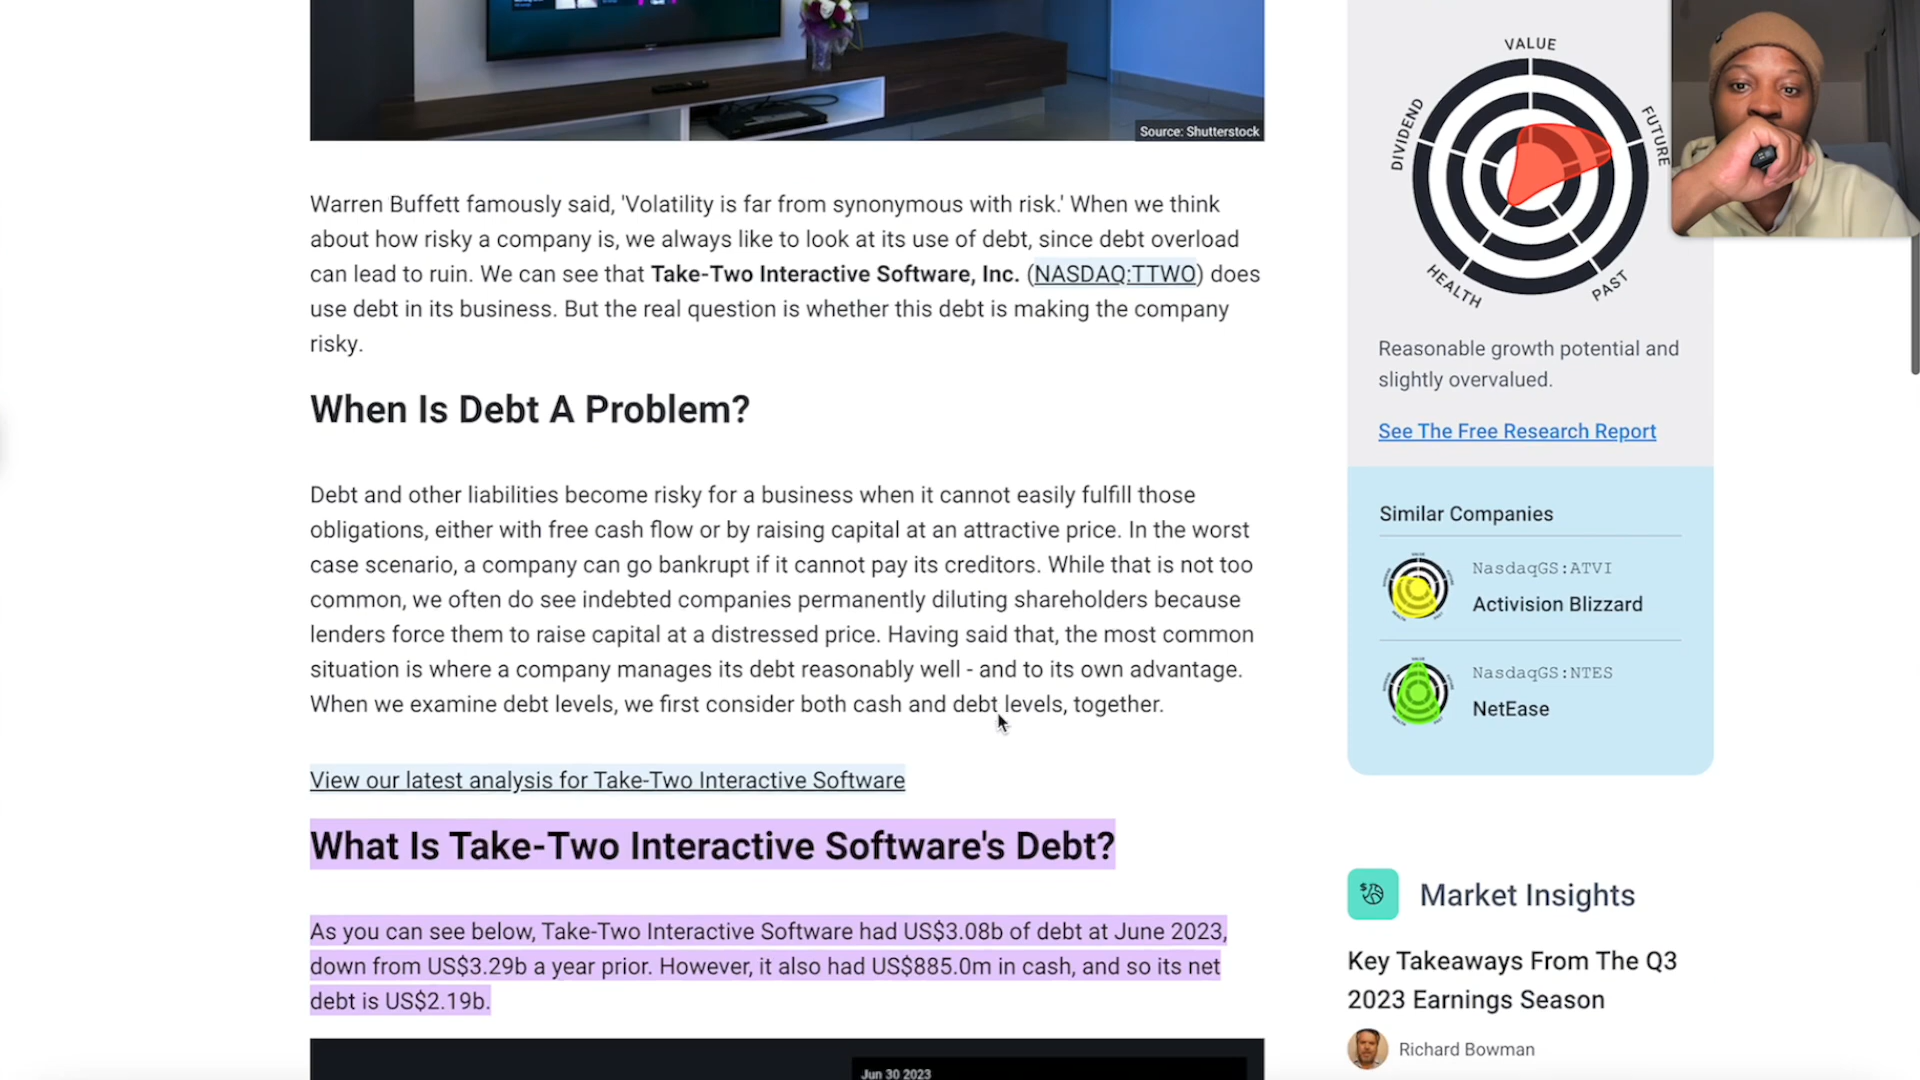 Source: Shutterstock
Warren Buffett famously said, 'Volatility is far from synonymous with risk.' When we think
about how risky a company is, we always like to look at its use of debt, since debt overload
can lead to ruin. We can see that Take-Two Interactive Software, Inc. (NASDAQ:TTWO) does
use debt in its business. But the real question is whether this debt is making the company
risky.
When Is Debt A Problem?
Debt and other liabilities become risky for a business when it cannot easily fulfill those
obligations, either with free cash flow or by raising capital at an attractive price. In the worst
case scenario, a company can go bankrupt if it cannot pay its creditors. While that is not too
common, we often do see indebted companies permanently diluting shareholders because
lenders force them to raise capital at a distressed price. Having said that, the most common
situation is where a company manages its debt reasonably well - and to its own advantage.
When we examine debt levels, we first consider both cash and debt levels, together.
View our latest analysis for Take-Two Interactive Software
What Is Take-Two Interactive Software's Debt?
As you can see below, Take-Two Interactive Software had US$3.08b of debt at June 2023,
down from US$3.29b a year prior. However, it also had US$885.0m in cash, and so its net
debt is US$2.19b.
Jun 30 2023
VALUE
FUTURE
PAST
HEALTH
DIVIDEND
Reasonable growth potential and
slightly overvalued.
See The Free Research Report
Similar Companies
NasdaqGS:ATVI
Activision Blizzard
NasdaqGS:NTES
NetEase
Market Insights
Key Takeaways From The Q3
2023 Earnings Season
Richard Bowman